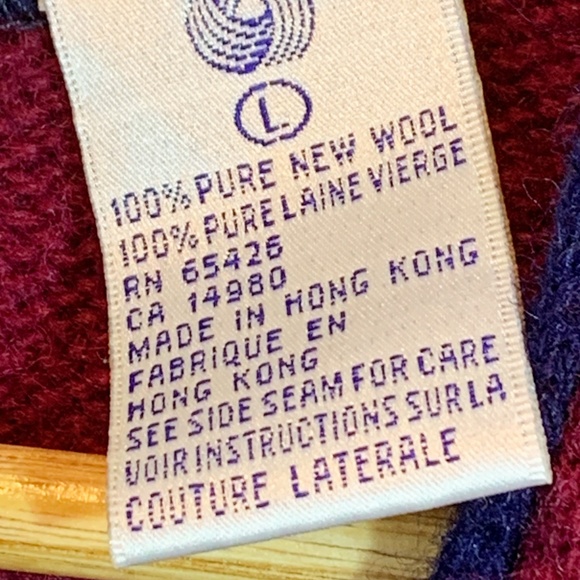 L
100% PURE NEW WOOL
100% PURE LAINE VIERGE
RN 65426
CA 14980
MADE IN HONG KONG
FABRIQUE EN
HONG KONG
SEE SIDE SEAM FOR CARE
VOIR INSTRUCTIONS SUR LA
COUTURE LATERALE